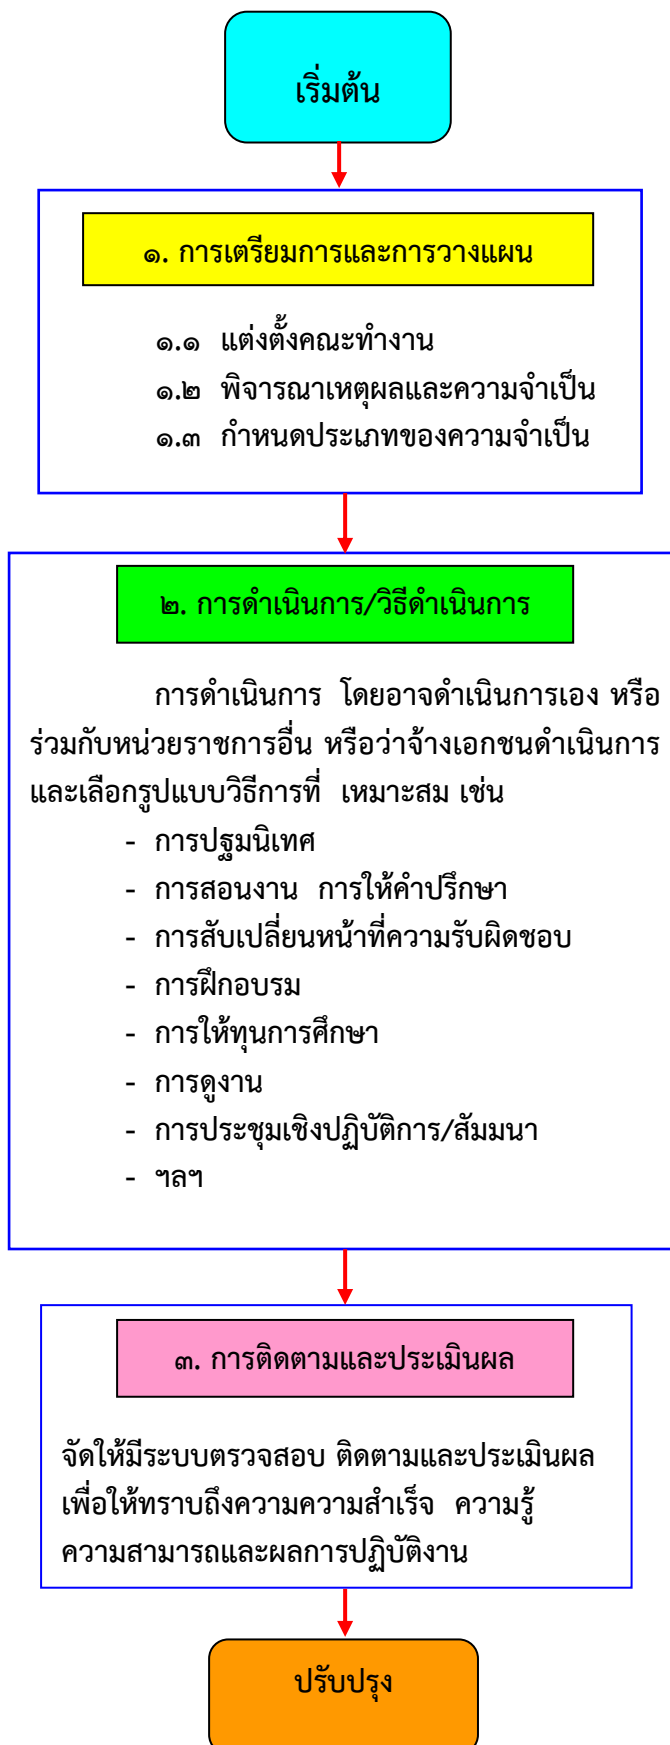 เริ่มต้น
๑. การเตรียมการและการวางแผน
๑.๑ แต่งตั้งคณะทำงาน
๑.๒ พิจารณาเหตุผลและความจำเป็น
๑.๓ กำหนดประเภทของความจำเป็น
๒. การดำเนินการ/วิธีดำเนินการ
การดำเนินการ โดยอาจดำเนินการเอง หรือ
ร่วมกับหน่วยราชการอื่น หรือว่าจ้างเอกชนดำเนินการ
และเลือกรูปแบบวิธีการที่ เหมาะสม เช่น
- การปฐมนิเทศ
- การสอนงาน การให้คำปรึกษา
- การสับเปลี่ยนหน้าที่ความรับผิดชอบ
- การฝึกอบรม
- การให้ทุนการศึกษา
- การดูงาน
- การประชุมเชิงปฏิบัติการ/สัมมนา
- ฯลฯ
๓. การติดตามและประเมินผล
จัดให้มีระบบตรวจสอบ ติดตามและประเมินผล
เพื่อให้ทราบถึงความความสำเร็จ ความรู้
ความสามารถและผลการปฏิบัติงาน
ปรับปรุง